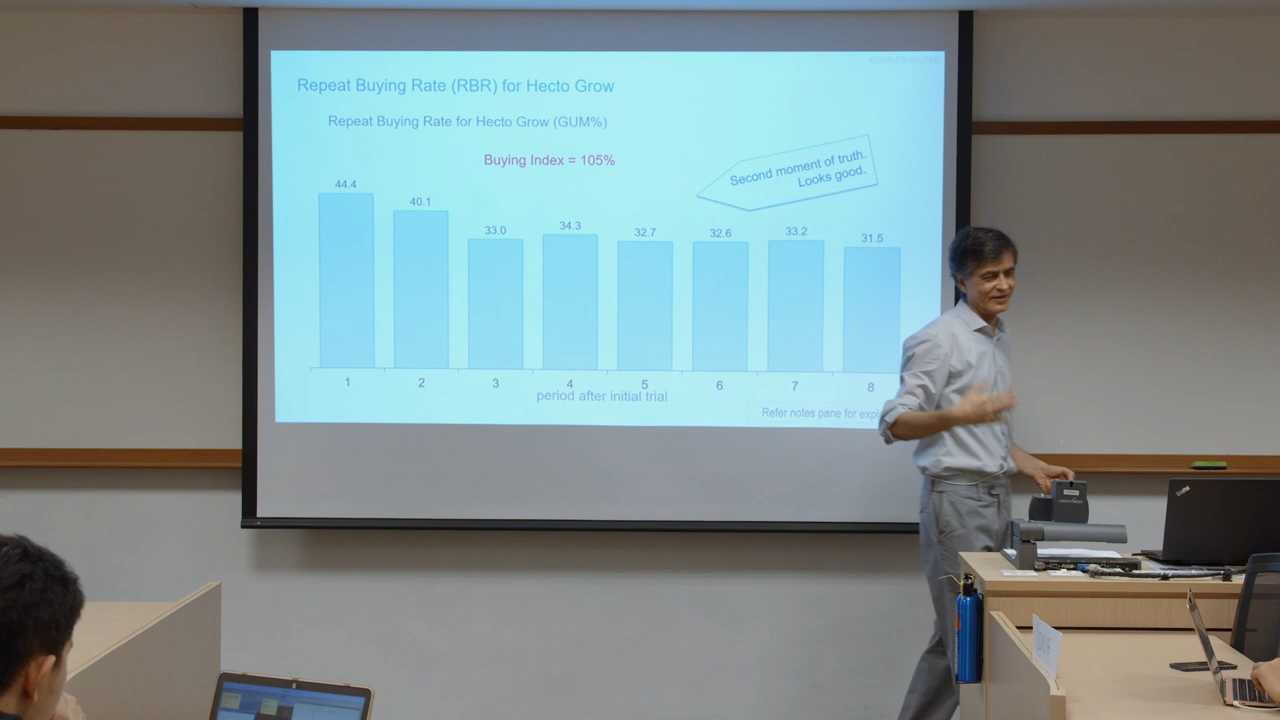 Repeat Buying Rate (RBR) for Hecto Grow
Repeat Buying Rate for Hecto Grow (GUM%)
Buying Index = 105%
Second moment of truth.
Looks good.
44.4
40.1
33.0
34.3
32.7
32.6
33.2
31.5
1 2 3 4 5 6 7 8
period after initial trial
Refer notes pane for
ThinkPad